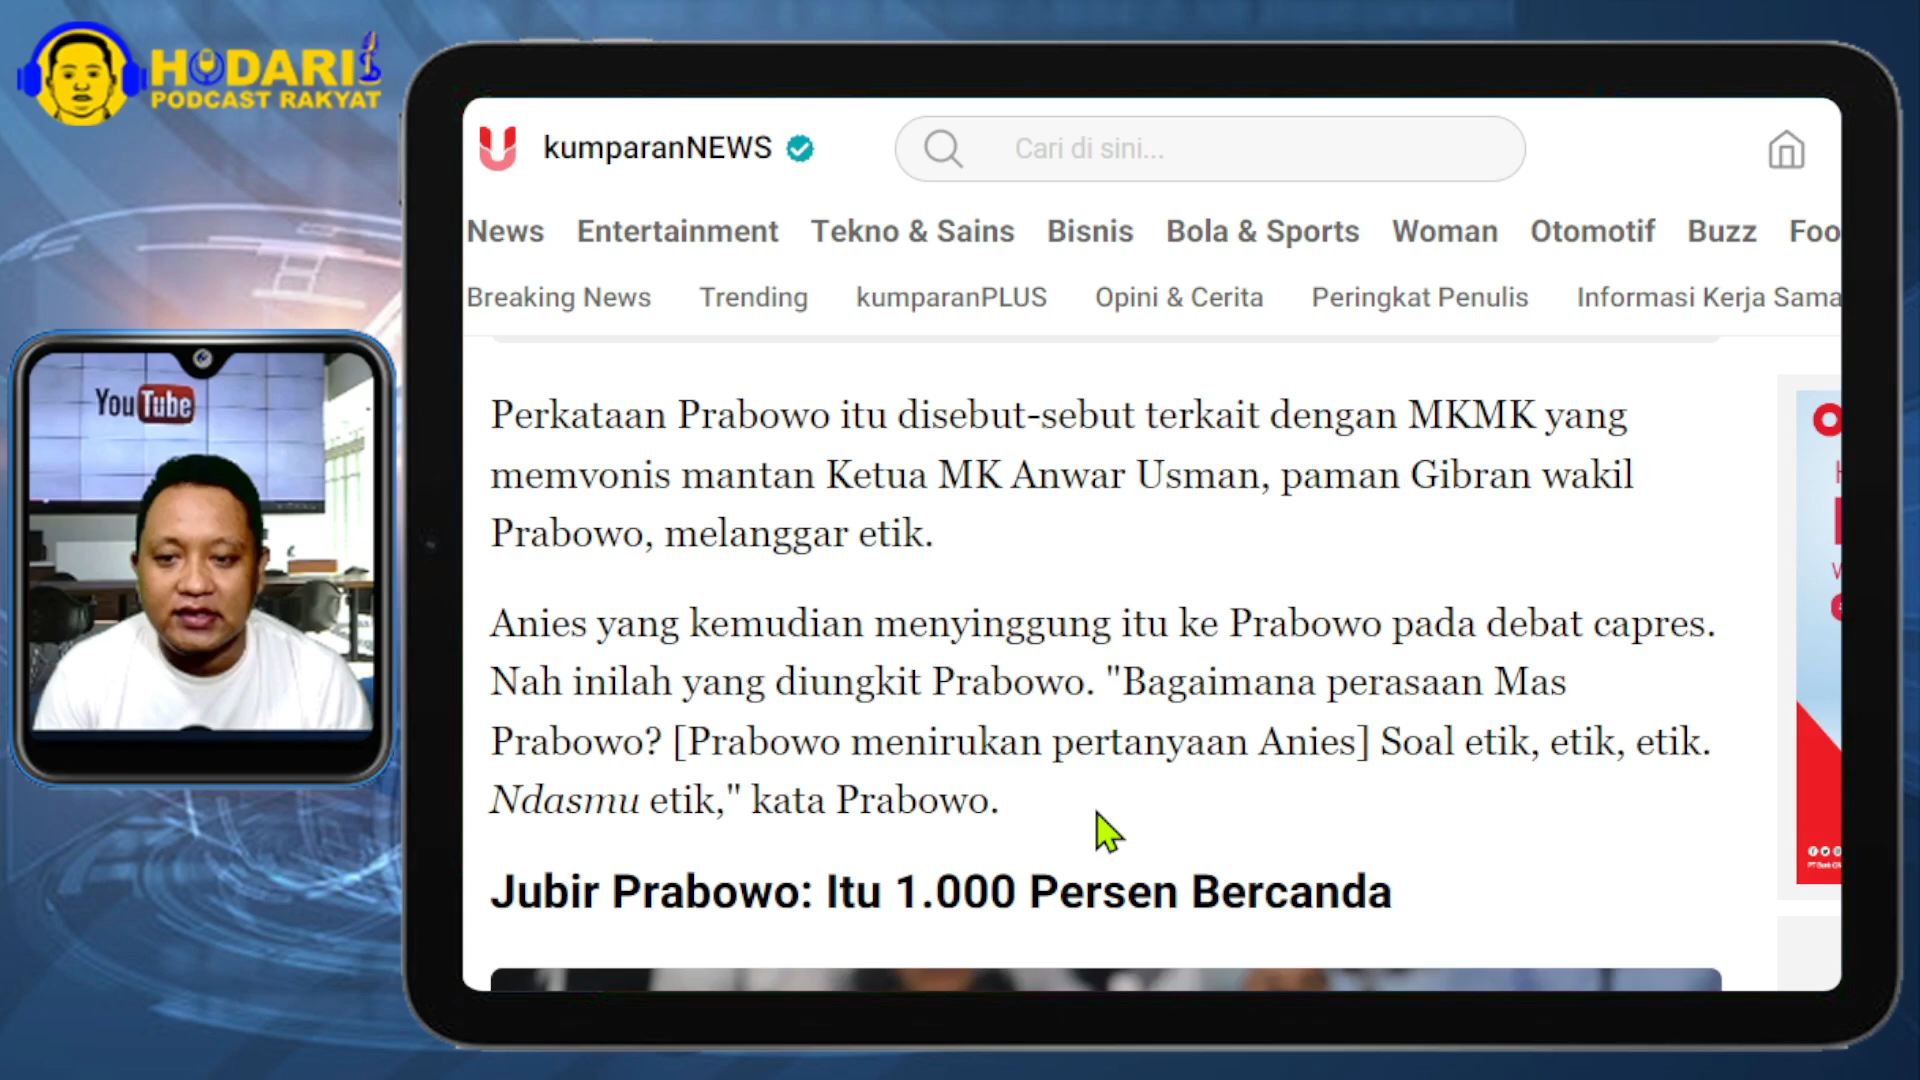 HODARI
PODCAST RAKYAT
YouTube
kumparanNEWS
Cari di sini...
News Entertainment Tekno & Sains Bisnis Bola & Sports Woman Otomotif Buzz Foo
Breaking News Trending kumparanPLUS Opini & Cerita Peringkat Penulis Informasi Kerja Sama
Perkataan Prabowo itu disebut-sebut terkait dengan MKMK yang
memvonis mantan Ketua MK Anwar Usman, paman Gibran wakil
Prabowo, melanggar etik.
Anies yang kemudian menyinggung itu ke Prabowo pada debat capres.
Nah inilah yang diungkit Prabowo. "Bagaimana perasaan Mas
Prabowo? [Prabowo menirukan pertanyaan Anies] Soal etik, etik, etik.
Ndasmu etik," kata Prabowo.
Jubir Prabowo: Itu 1.000 Persen Bercanda